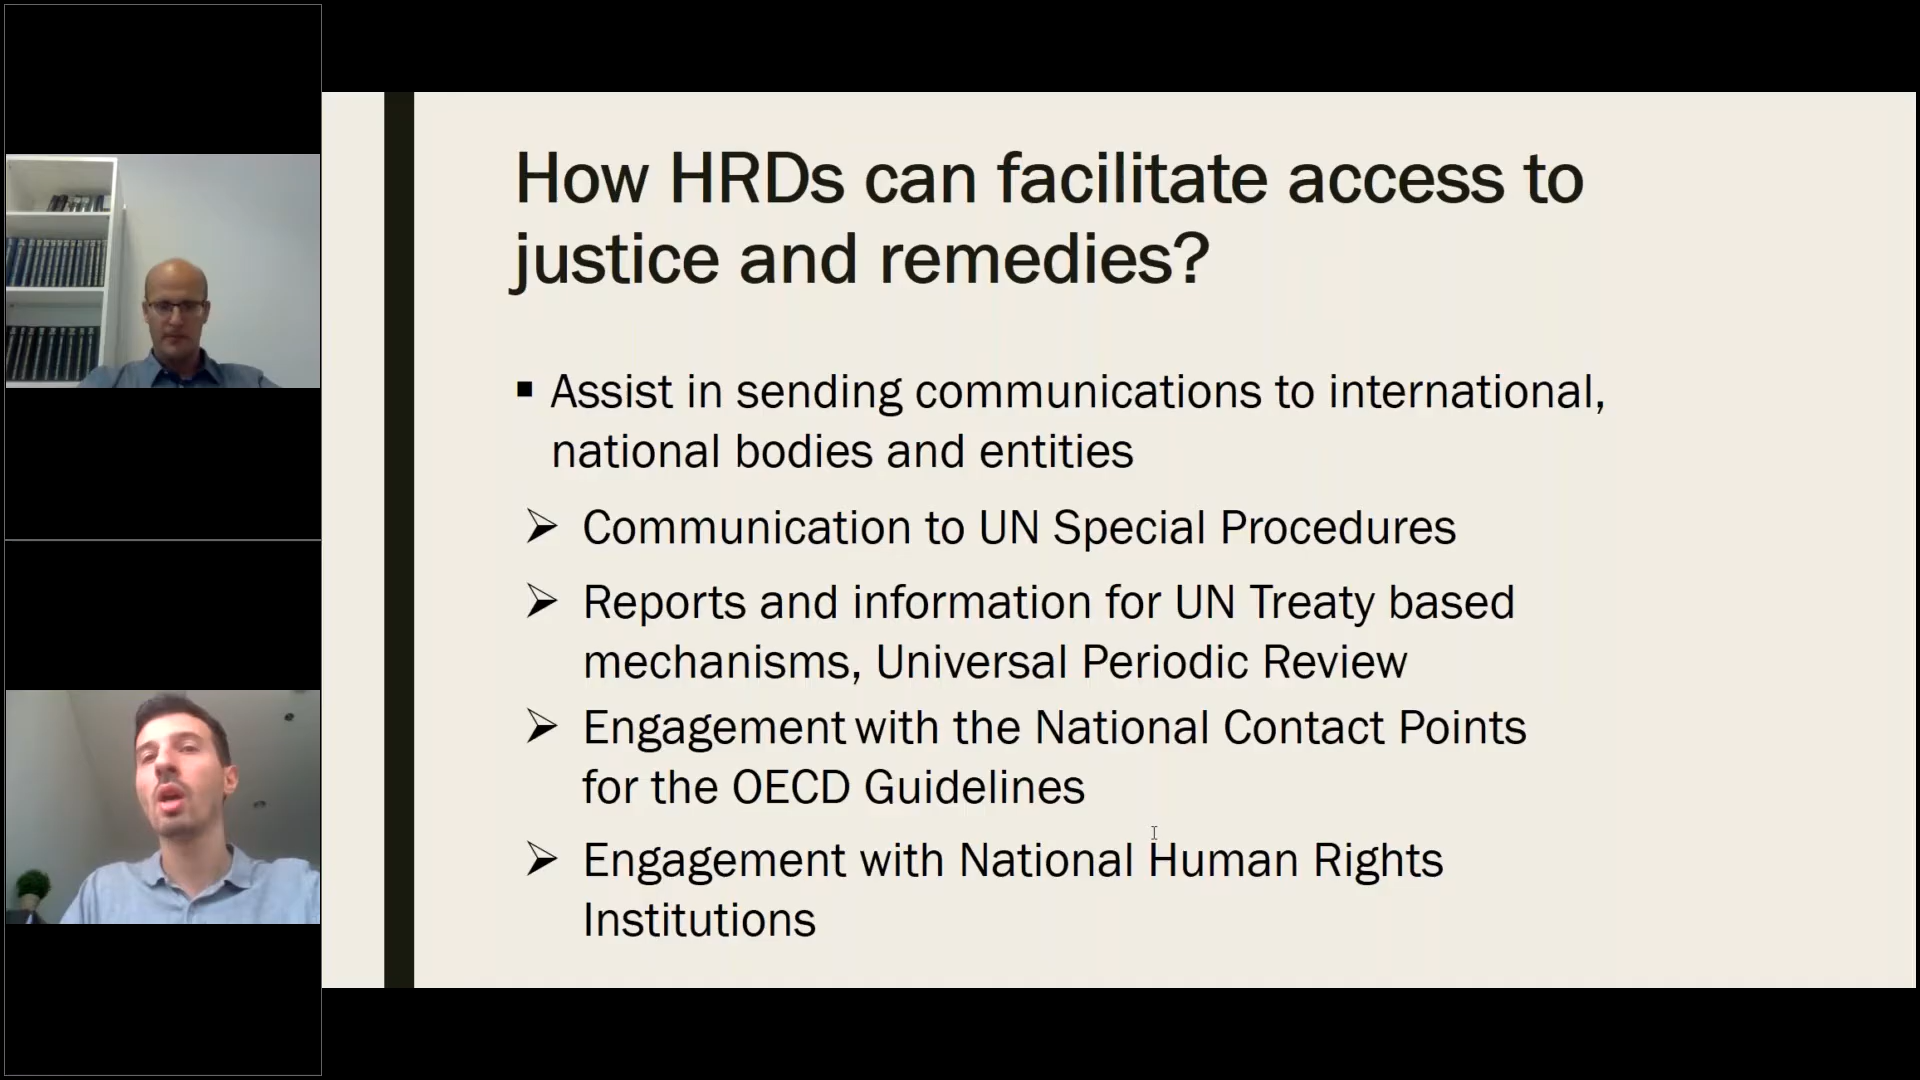 How HRDs can facilitate access to
justice and remedies?
▪ Assist in sending communications to international,
national bodies and entities
➢ Communication to UN Special Procedures
➢ Reports and information for UN Treaty based
mechanisms, Universal Periodic Review
➢ Engagement with the National Contact Points
for the OECD Guidelines
➢ Engagement with National Human Rights
Institutions